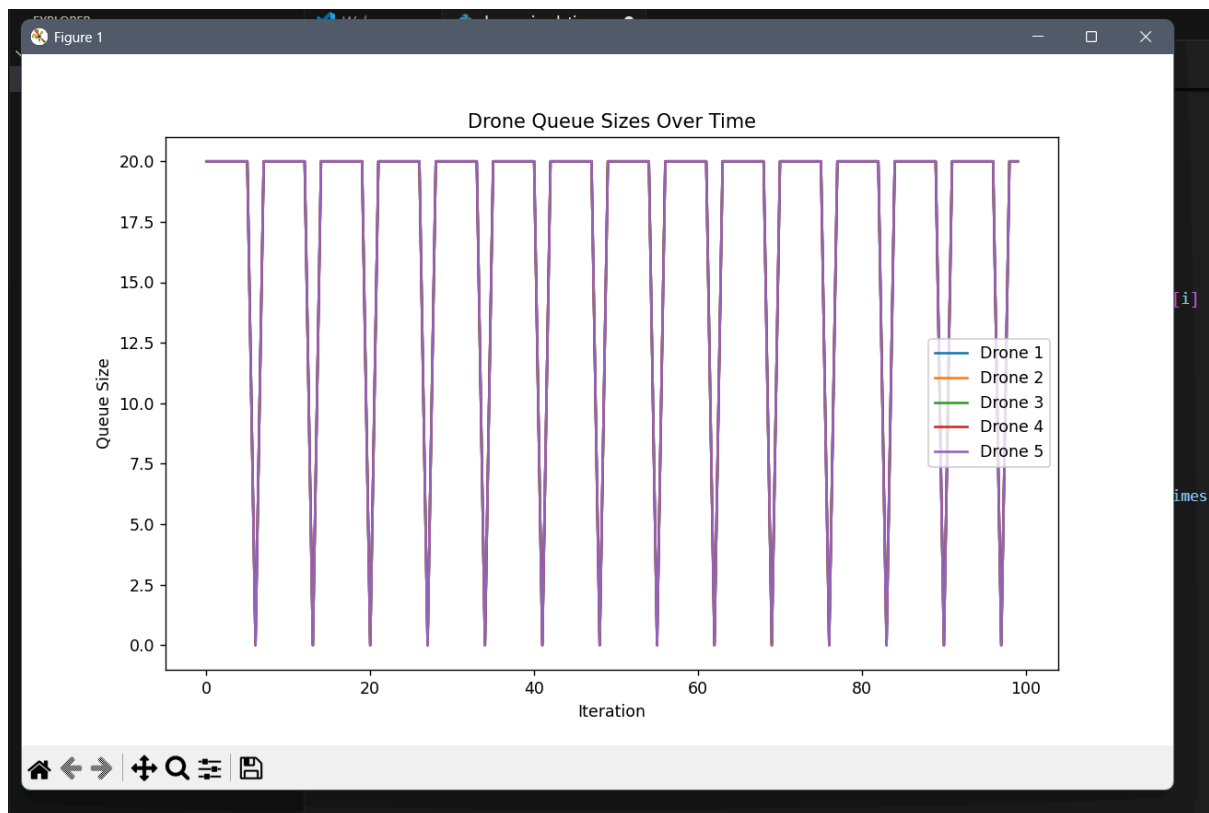 Figure 1
Drone Queue Sizes Over Time
20.0
17.5
15.0
12.5
10.0
7.5
5.0
2.5
0.0
Queue Size
Drone 1
Drone 2
Drone 3
Drone 4
Drone 5
0 20 40 60 80 100
Iteration
[i]
imes